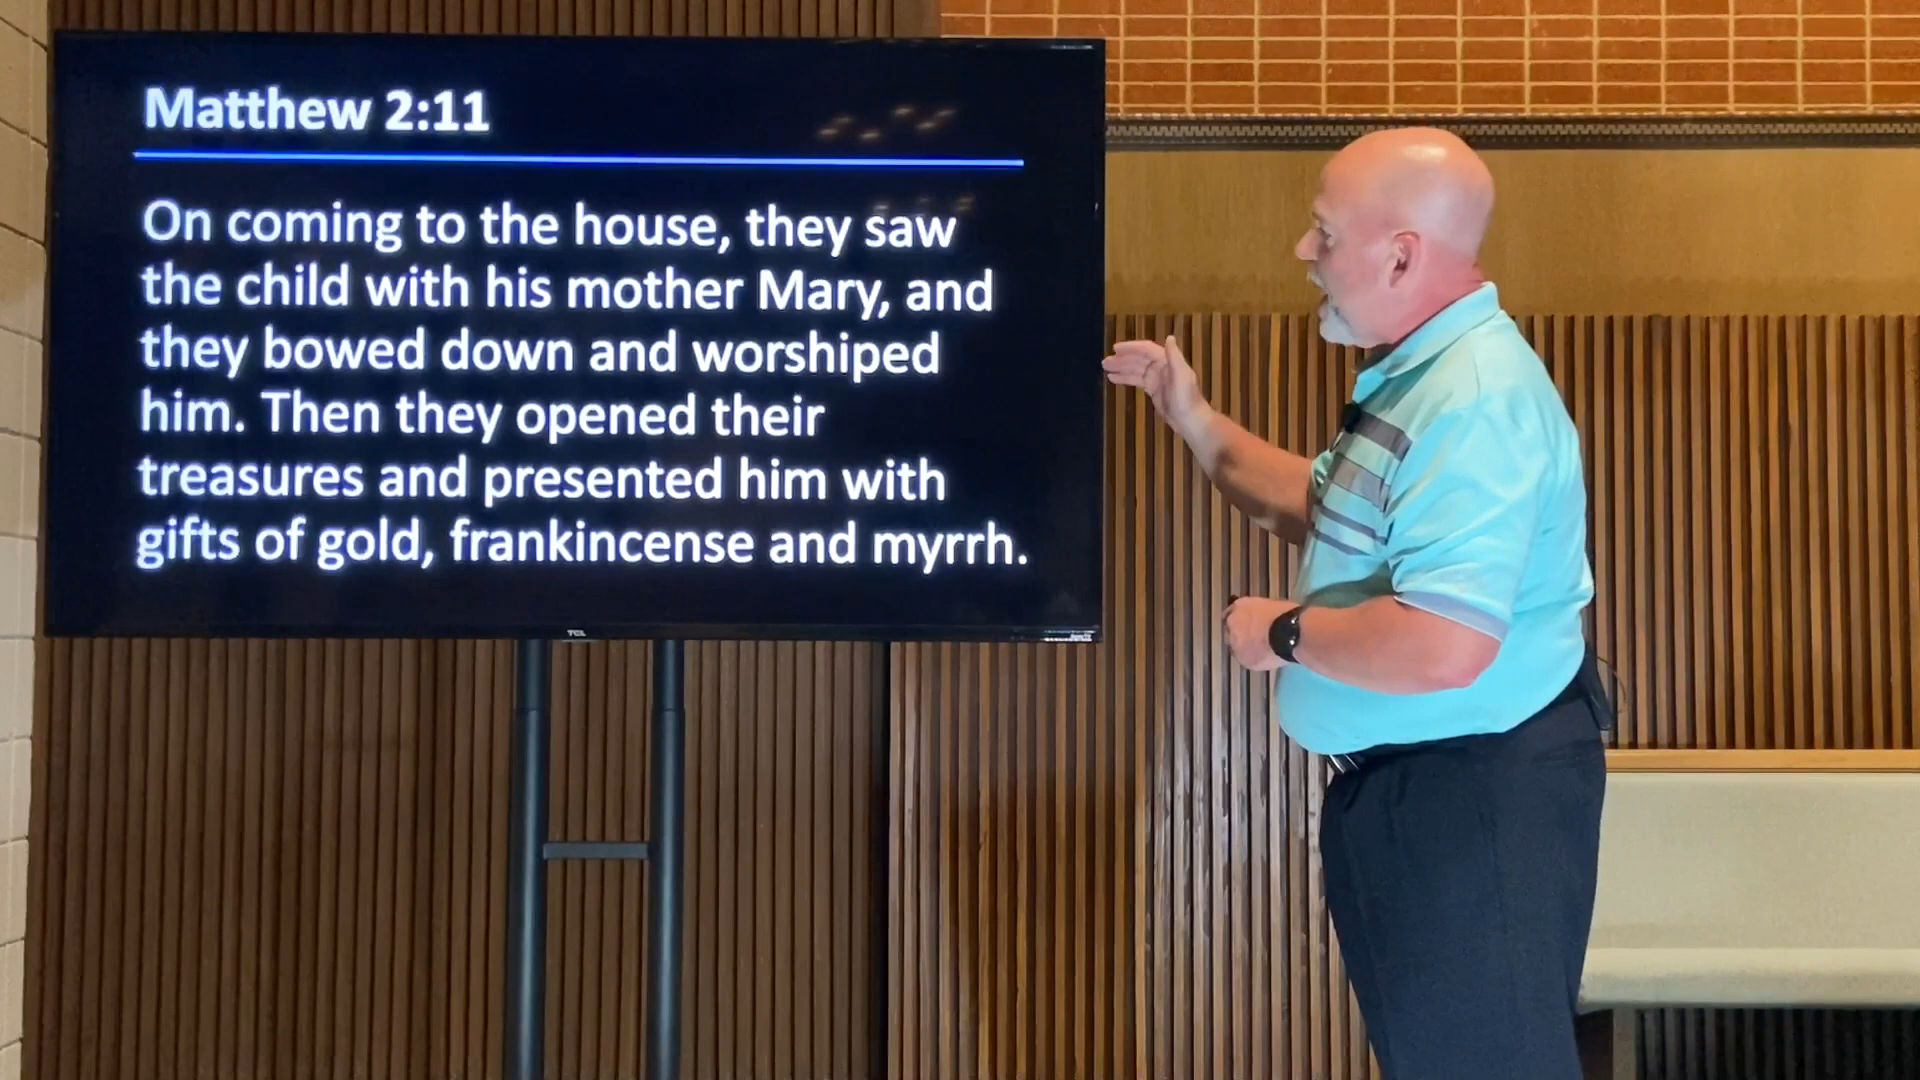 Matthew 2:11
On coming to the house, they saw
the child with his mother Mary, and
they bowed down and worshiped
him. Then they opened their
treasures and presented him with
gifts of gold, frankincense and myrrh.
TCL